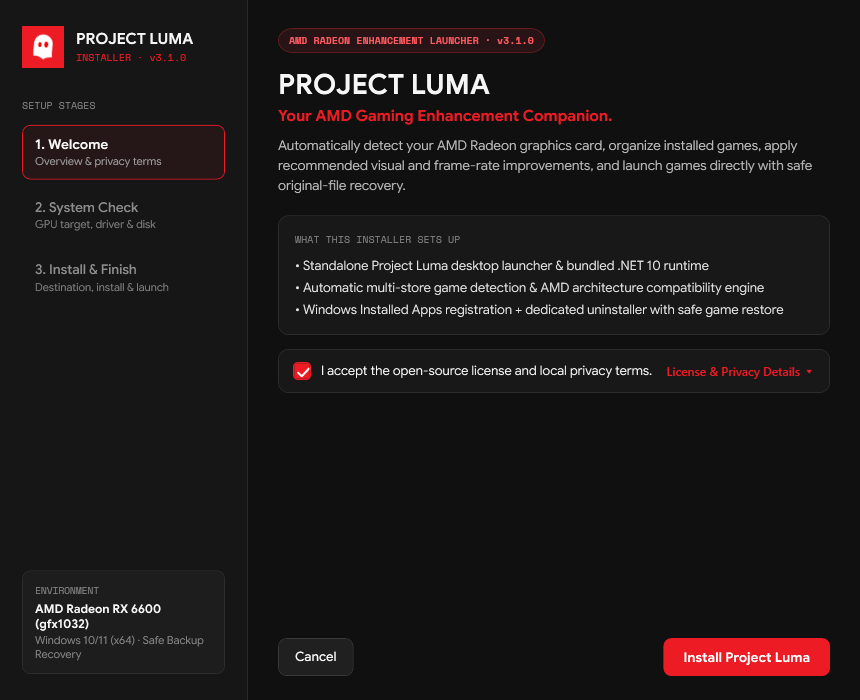 PROJECT LUMA
INSTALLER · v3.1.0
SETUP STAGES
1. Welcome
Overview & privacy terms
2. System Check
GPU target, driver & disk
3. Install & Finish
Destination, install & launch
ENVIRONMENT
AMD Radeon RX 6600
(gfx1032)
Windows 10/11 (x64) · Safe Backup
Recovery
AMD RADEON ENHANCEMENT LAUNCHER · v3.1.0
PROJECT LUMA
Your AMD Gaming Enhancement Companion.
Automatically detect your AMD Radeon graphics card, organize installed games, apply
recommended visual and frame-rate improvements, and launch games directly with safe
original-file recovery.
WHAT THIS INSTALLER SETS UP
• Standalone Project Luma desktop launcher & bundled .NET 10 runtime
• Automatic multi-store game detection & AMD architecture compatibility engine
• Windows Installed Apps registration + dedicated uninstaller with safe game restore
I accept the open-source license and local privacy terms. License & Privacy Details
Cancel
Install Project Luma